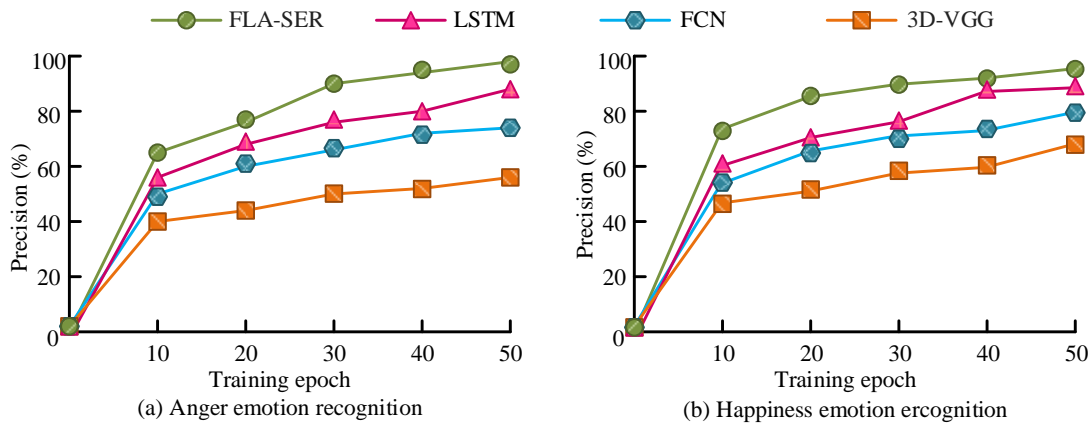 FLA-SER LSTM FCN 3D-VGG
Precision (%)
100
80
60
40
20
0
10 20 30 40 50
Training epoch
(a) Anger emotion recognition
Precision (%)
100
80
60
40
20
0
10 20 30 40 50
Training epoch
(b) Happiness emotion ercognition